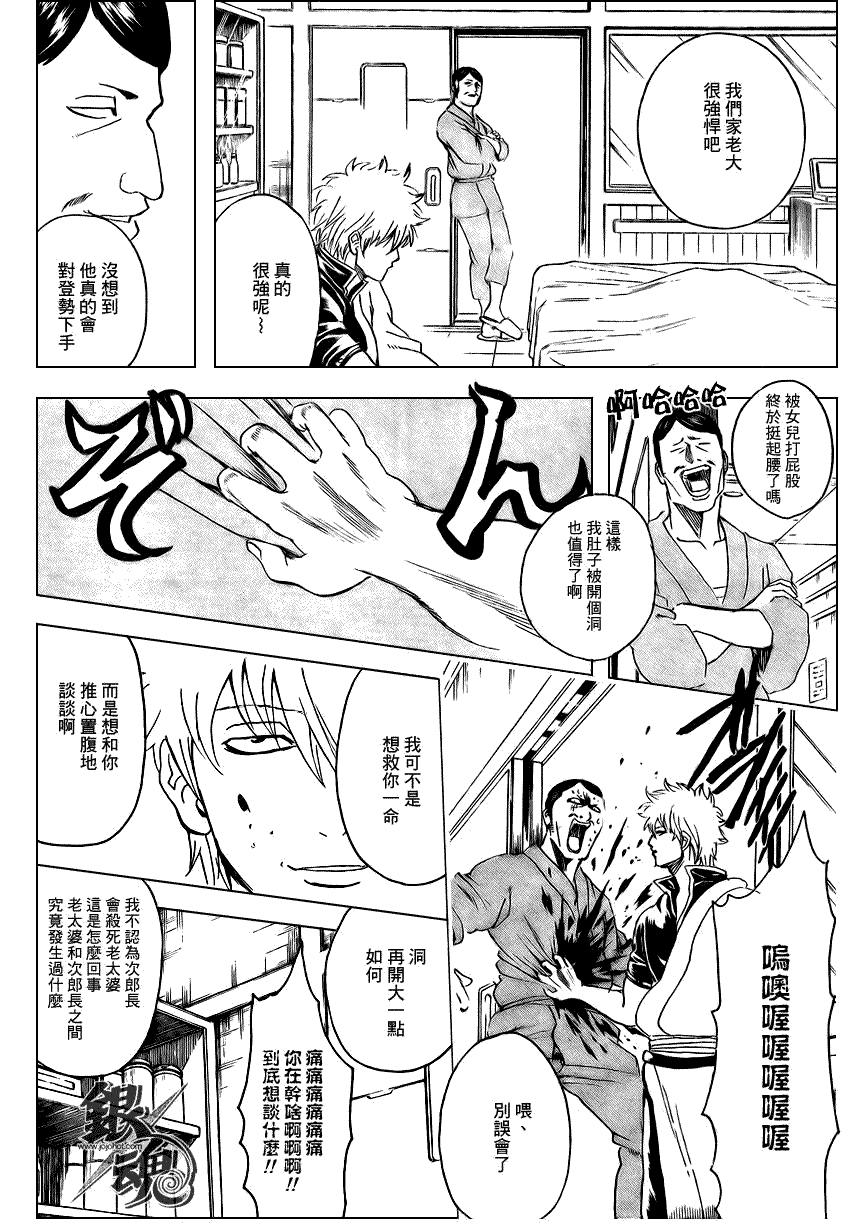 我們家老大
很強悍吧
真的
很強呢~
沒想到
他真的會
對登勢下手
被女兒打屁股
終於挺起腰了嗎
啊哈哈哈
這樣
我肚子被開個洞
也值得了啊
ぞん
嗚噢喔喔喔喔喔
喂、
別誤會了
我可不是
想救你一命
而是想和你
推心置腹地
談談啊
洞
再開大一點
如何
痛痛痛痛痛痛
你在幹啥啊啊啊!!
到底想談什麼!!
我不認為次郎長
會殺死老太婆
這是怎麼回事
老太婆和次郎長之間
究竟發生過什麼
銀魂
www.jojohot.com